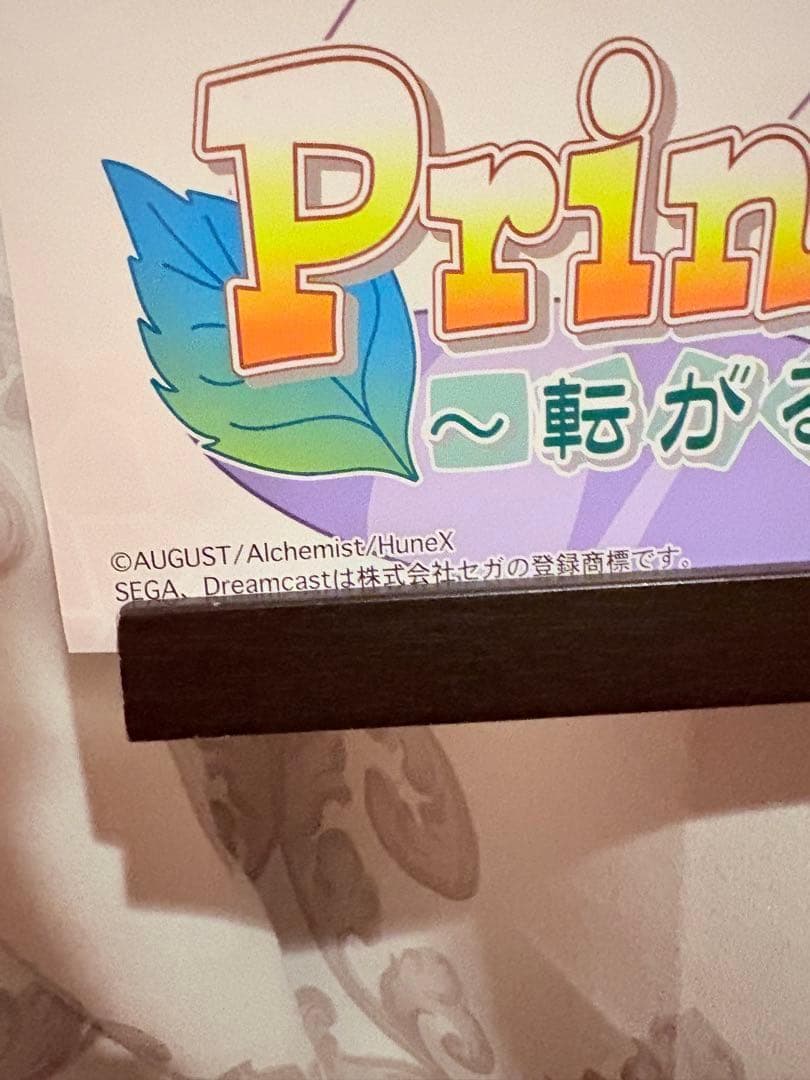 Prin
～転がる
©AUGUST/Alchemist/HuneX
SEGA、Dreamcastは株式会社セガの登録商標です。